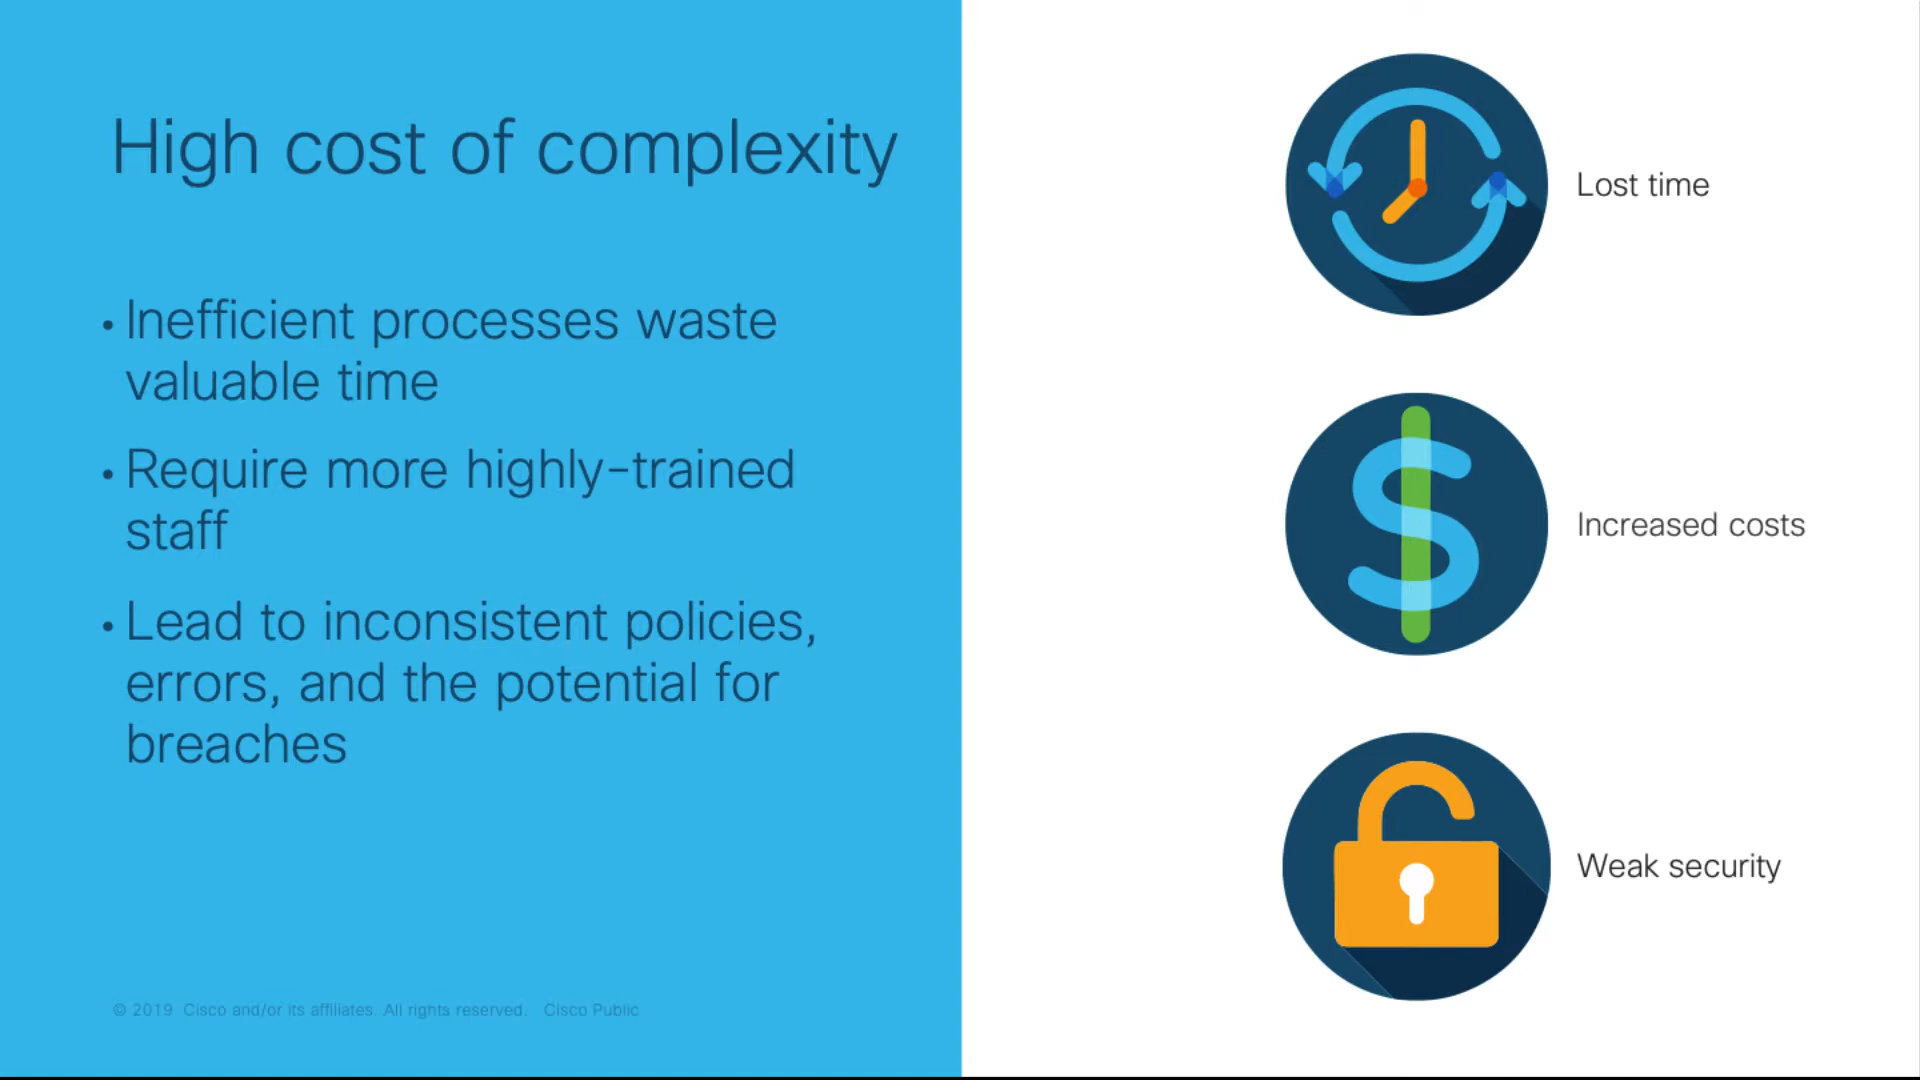 High cost of complexity
• Inefficient processes waste
valuable time
• Require more highly-trained
staff
• Lead to inconsistent policies,
errors, and the potential for
breaches
© 2019 Cisco and/or its affiliates. All rights reserved. Cisco Public
Lost time
Increased costs
Weak security